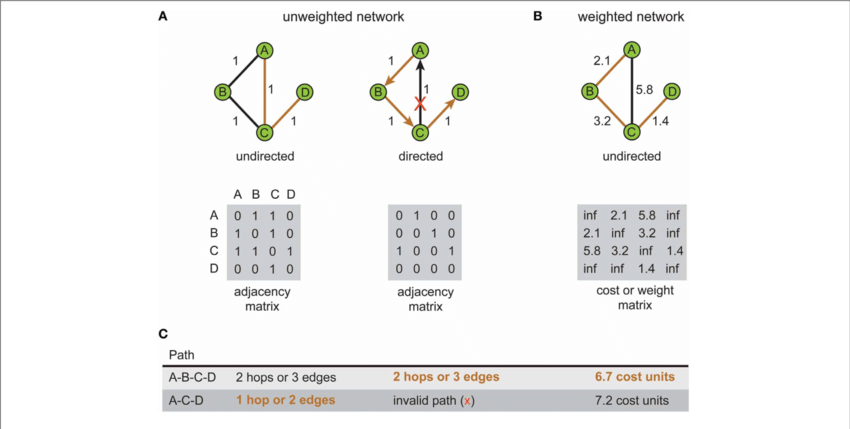 A unweighted network B weighted network
A A A
1 1 2.1
B 1 D B 1 D B 5.8 D
X
1 1 1 1 3.2 1.4
C C C
undirected directed undirected
A B C D
A 0 1 1 0 0 1 0 0 inf 2.1 5.8 inf
B 1 0 1 0 0 0 1 0 2.1 inf 3.2 inf
C 1 1 0 1 1 0 0 1 5.8 3.2 inf 1.4
D 0 0 1 0 0 0 0 0 inf inf 1.4 inf
adjacency adjacency cost or weight
matrix matrix matrix
C
Path
A-B-C-D 2 hops or 3 edges 2 hops or 3 edges 6.7 cost units
A-C-D 1 hop or 2 edges invalid path (x) 7.2 cost units